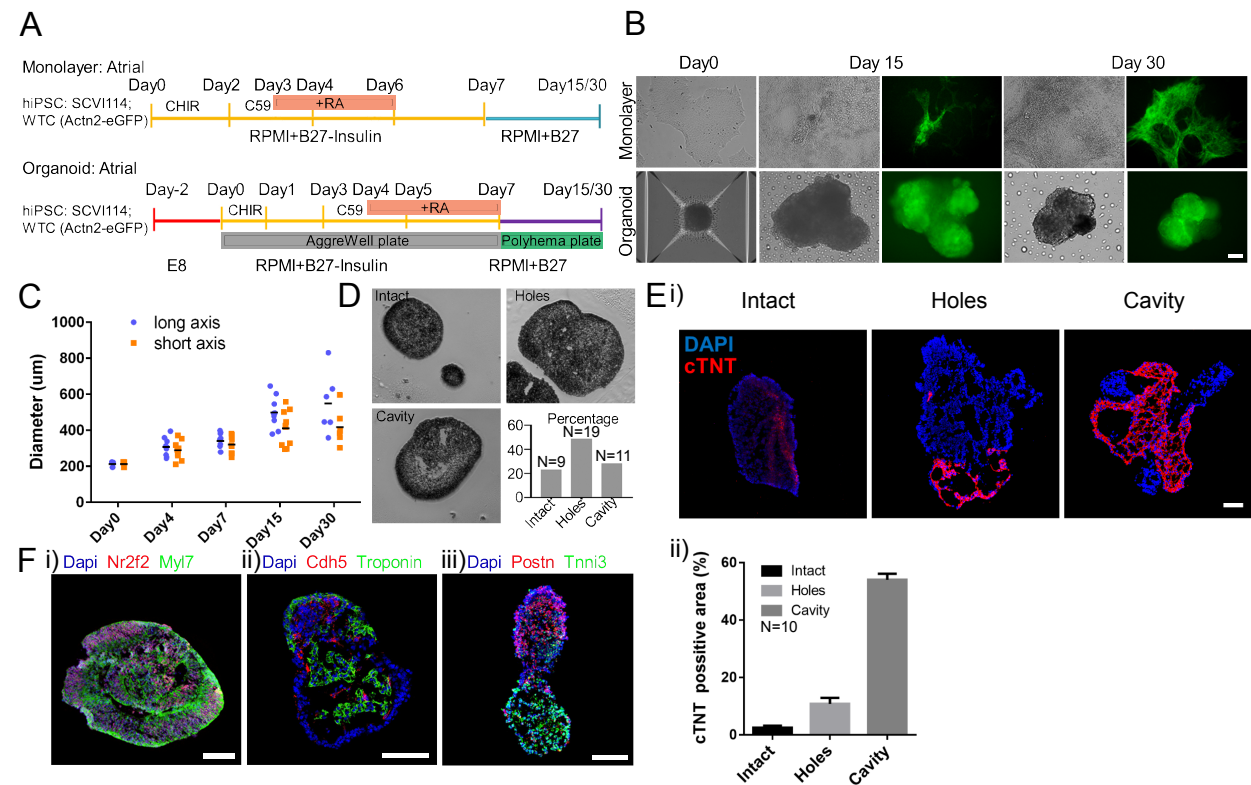 A
Monolayer: Atrial
Day0 Day2 Day3 Day4 Day6 Day7 Day15/30
hiPSC: SCVI114; CHIR C59 +RA
WTC (Actn2-eGFP)
RPMI+B27-Insulin RPMI+B27
Organoid: Atrial
Day-2 Day0 Day1 Day3 Day4 Day5 Day7 Day15/30
hiPSC: SCVI114; CHIR C59 +RA
WTC (Actn2-eGFP)
AggreWell plate Polyhema plate
E8 RPMI+B27-Insulin RPMI+B27
B
Day0 Day 15 Day 30
Monolayer
Organoid
C
long axis
short axis
Diameter (um)
1000
800
600
400
200
0
Day0 Day4 Day7 Day15 Day30
D
Intact Holes
Cavity
Percentage
60
40
20
0
N=9 N=19 N=11
Intact Holes Cavity
E i)
Intact Holes Cavity
DAPI
cTNT
ii)
cTNT possitive area (%)
60
40
20
0
Intact
Holes
Cavity
N=10
Intact Holes Cavity
F i) Dapi Nr2f2 Myl7
ii) Dapi Cdh5 Troponin
iii) Dapi Postn Tnni3